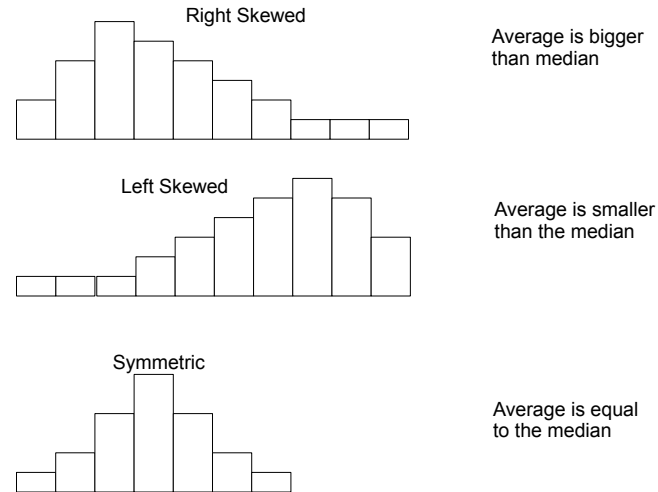 Right Skewed
Average is bigger
than median
Left Skewed
Average is smaller
than the median
Symmetric
Average is equal
to the median